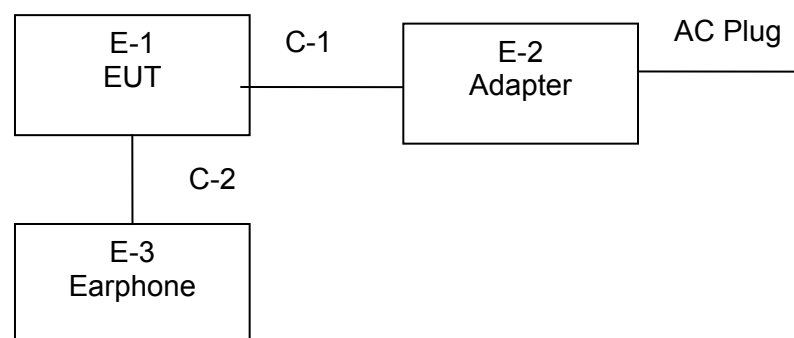 E-1
EUT
C-1
E-2
Adapter
AC Plug
C-2
E-3
Earphone